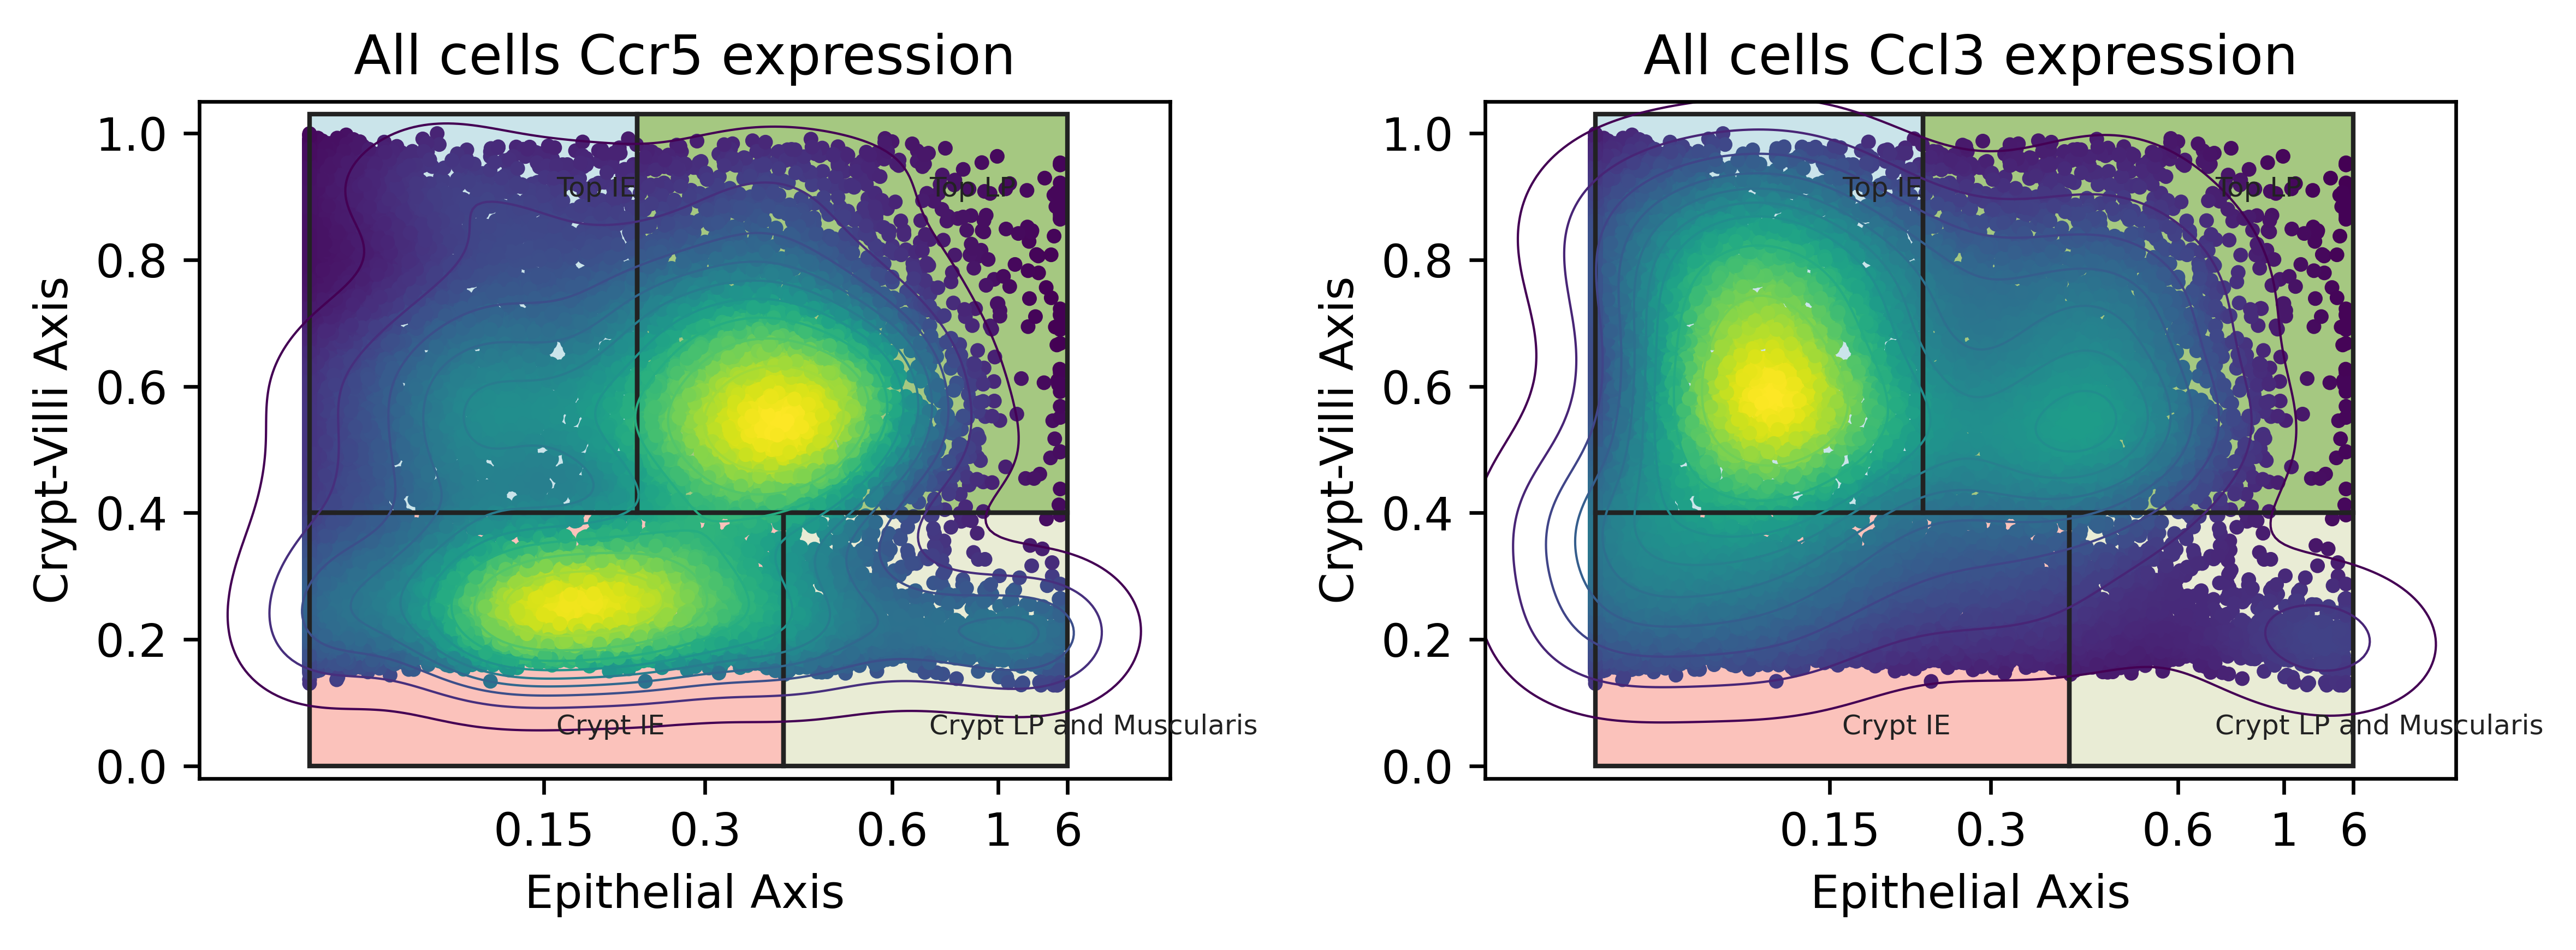 All cells Ccr5 expression
1.0
0.8
0.6
0.4
0.2
0.0
Crypt-Villi Axis
Top IE
Top LP
Crypt IE
Crypt LP and Muscularis
0.15
0.3
0.6
1
6
Epithelial Axis
All cells Ccl3 expression
1.0
0.8
0.6
0.4
0.2
0.0
Crypt-Villi Axis
Top IE
Top LP
Crypt IE
Crypt LP and Muscularis
0.15
0.3
0.6
1
6
Epithelial Axis